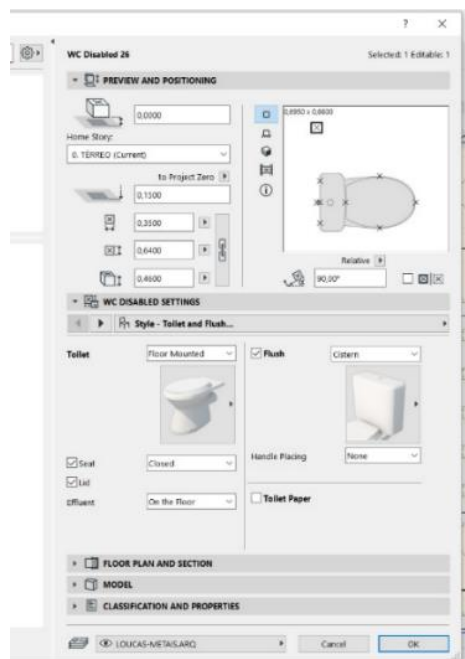 ?
WC Disabled 26
Selected: 1 Editable: 1
PREVIEW AND POSITIONING
0,0000
Home Story:
0. TÉRREO (Current)
to Project Zero
0,1500
0,3500
0,6400
0,4600
0,6950 x 0,6600
Relative
90,00°
WC DISABLED SETTINGS
Style - Toilet and Flush...
Toilet
Floor Mounted
Flush
Cistern
Seat
Closed
Lid
Effluent
On the Floor
Handle Placing
None
Toilet Paper
FLOOR PLAN AND SECTION
MODEL
CLASSIFICATION AND PROPERTIES
LOUCAS-METAIS.ARQ
Cancel
OK